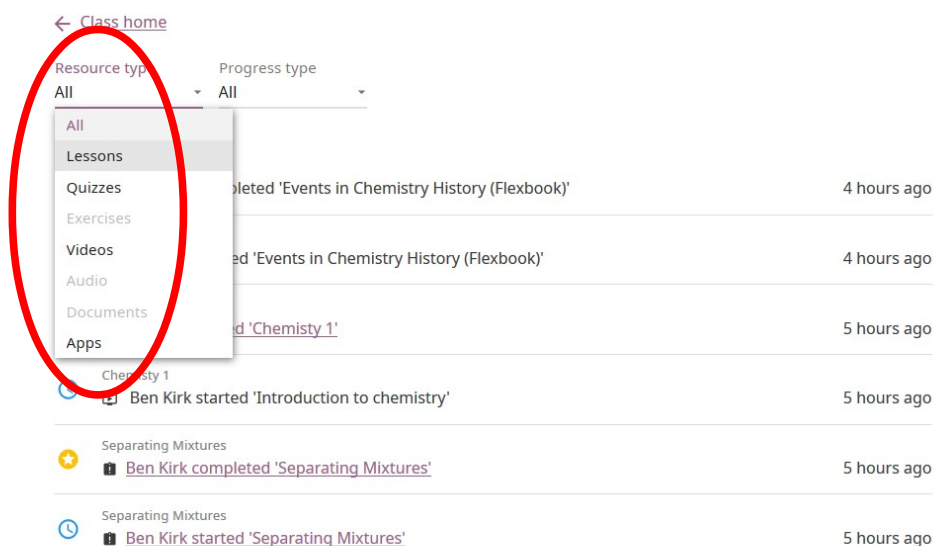 Class home
Resource typ Progress type
All All
All
Lessons
Quizzes
pleted 'Events in Chemistry History (Flexbook)' 4 hours ago
Exercises
Videos
ed 'Events in Chemistry History (Flexbook)' 4 hours ago
Audio
Documents
ed 'Chemisty 1' 5 hours ago
Apps
Chemisty 1
Ben Kirk started 'Introduction to chemistry' 5 hours ago
Separating Mixtures
Ben Kirk completed 'Separating Mixtures' 5 hours ago
Separating Mixtures
Ben Kirk started 'Separating Mixtures' 5 hours ago